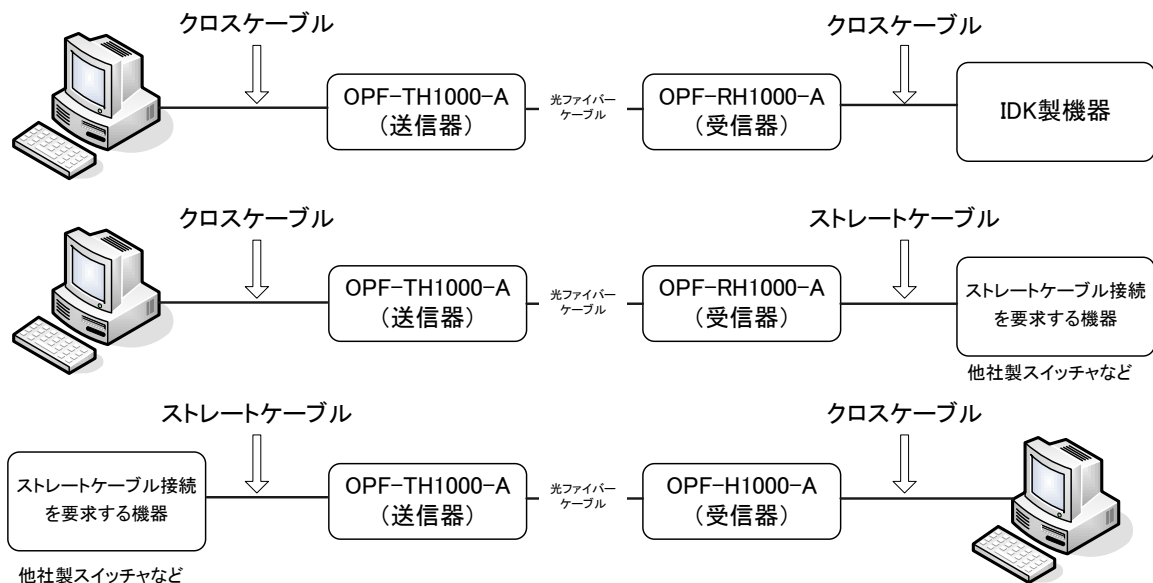 クロスケーブル
クロスケーブル
OPF-TH1000-A
（送信器）
光ファイバー
ケーブル
OPF-RH1000-A
（受信器）
IDK製機器
クロスケーブル
ストレートケーブル
OPF-TH1000-A
（送信器）
光ファイバー
ケーブル
OPF-RH1000-A
（受信器）
ストレートケーブル接続
を要求する機器
他社製スイッチャなど
ストレートケーブル
クロスケーブル
ストレートケーブル接続
を要求する機器
他社製スイッチャなど
OPF-TH1000-A
（送信器）
光ファイバー
ケーブル
OPF-H1000-A
（受信器）